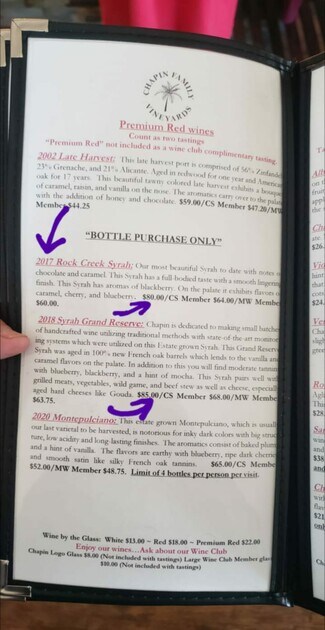 CHAPIN FAMILY
VINEYARDS
Premium Red wines
Count as two tastings
"Premium Red" not included as a wine club complimentary tasting
2002 Late Harvest: This late harvest port is comprised of 56% Zinfandel,
23% Grenache, and 21% Alicante. Aged in redwood for one year and American
oak for 17 years. This beautiful tawny colored late harvest exhibits a bouquet
of caramel, raisin, and vanilla on the nose. The aromatics carry over to the palate
with the addition of honey and chocolate. $59.00/CS Member $47.20/MW
Member $44.25
"BOTTLE PURCHASE ONLY"
2017 Rock Creek Syrah: Our most beautiful Syrah to date with notes of
chocolate and caramel. This Syrah has a full bodied taste with a smooth lingering
finish. This Syrah has aromas of blackberry. On the palate it exhibits flavors of
caramel, cherry, and blueberry. $80.00/CS Member $64.00/MW Member
$60.00.
2018 Syrah Grand Reserve: Chapin is dedicated to making small batches
of handcrafted wine utilizing traditional methods with state-of-the-art monitor-
ing systems which were utilized on this Estate grown Syrah. This Grand Reserve
Syrah was aged in 100% new French oak barrels which lends to the vanilla and
caramel flavors on the palate. In addition to this you will find moderate tannins
with blueberry, blackberry, and a hint of mocha. This Syrah pairs well with
grilled meats, vegetables, wild game, and beef stew as well as cheese, especially
aged hard cheeses like Gouda. $85.00/CS Member $68.00/MW Member
$63.75.
2020 Montepulciano: This estate grown Montepulciano, which is usually
our last varietal to be harvested, is notorious for inky dark colors with big struc-
ture, low acidity and long-lasting finishes. The aromatics consist of baked plum
and a hint of vanilla. The flavors are earthy with blueberry, ripe dark cherries
and smooth satin like silky French oak tannins. $65.00/CS Member
$52.00/MW Member $48.75. Limit of 4 bottles per person per visit.
Wine by the Glass: White $13.00 ~ Red $18.00 ~ Premium Red $22.00
Enjoy our wines...Ask about our Wine Club
Chapin Logo Glass $8.00 (Not included with tastings) Large Wine Club Member glass
$10.00 (Not included with tastings)